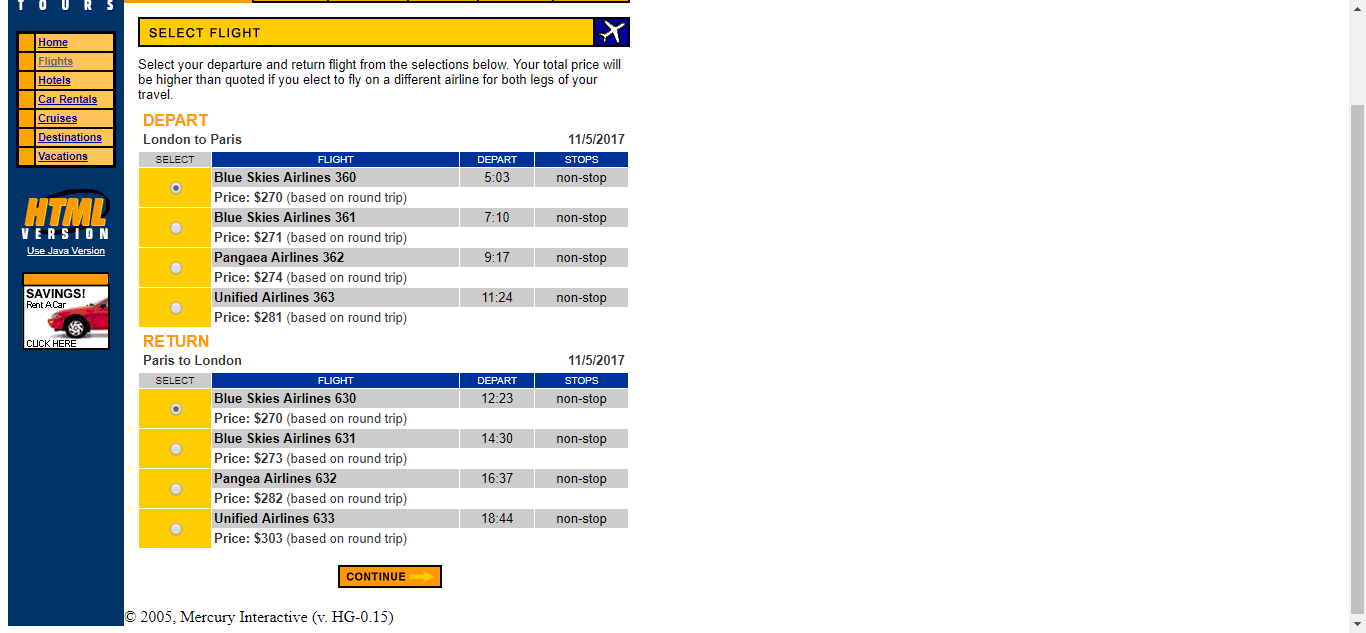 TOURS
Home
Flights
Hotels
Car Rentals
Cruises
Destinations
Vacations
HTML
VERSION
Use Java Version
SAVINGS!
Rent A Car
CLICK HERE
SELECT FLIGHT
Select your departure and return flight from the selections below. Your total price will
be higher than quoted if you elect to fly on a different airline for both legs of your
travel.
DEPART
London to Paris 11/5/2017
SELECT FLIGHT DEPART STOPS
Blue Skies Airlines 360 5:03 non-stop
Price: $270 (based on round trip)
Blue Skies Airlines 361 7:10 non-stop
Price: $271 (based on round trip)
Pangaea Airlines 362 9:17 non-stop
Price: $274 (based on round trip)
Unified Airlines 363 11:24 non-stop
Price: $281 (based on round trip)
RETURN
Paris to London 11/5/2017
SELECT FLIGHT DEPART STOPS
Blue Skies Airlines 630 12:23 non-stop
Price: $270 (based on round trip)
Blue Skies Airlines 631 14:30 non-stop
Price: $273 (based on round trip)
Pangea Airlines 632 16:37 non-stop
Price: $282 (based on round trip)
Unified Airlines 633 18:44 non-stop
Price: $303 (based on round trip)
CONTINUE
© 2005, Mercury Interactive (v. HG-0.15)